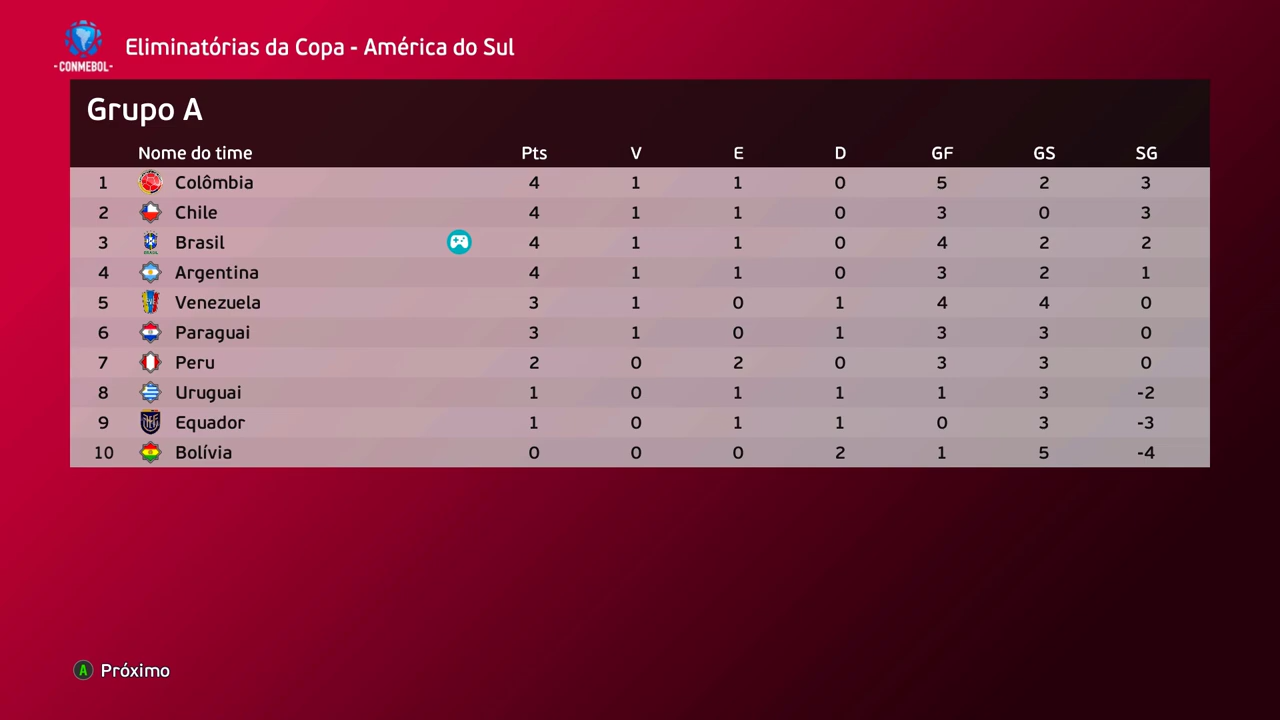 -CONMEBOL-
Eliminatórias da Copa - América do Sul
Grupo A
Nome do time Pts V E D GF GS SG
1 Colômbia 4 1 1 0 5 2 3
2 Chile 4 1 1 0 3 0 3
3 Brasil 4 1 1 0 4 2 2
4 Argentina 4 1 1 0 3 2 1
5 Venezuela 3 1 0 1 4 4 0
6 Paraguai 3 1 0 1 3 3 0
7 Peru 2 0 2 0 3 3 0
8 Uruguai 1 0 1 1 1 3 -2
9 Equador 1 0 1 1 0 3 -3
10 Bolívia 0 0 0 2 1 5 -4
A Próximo